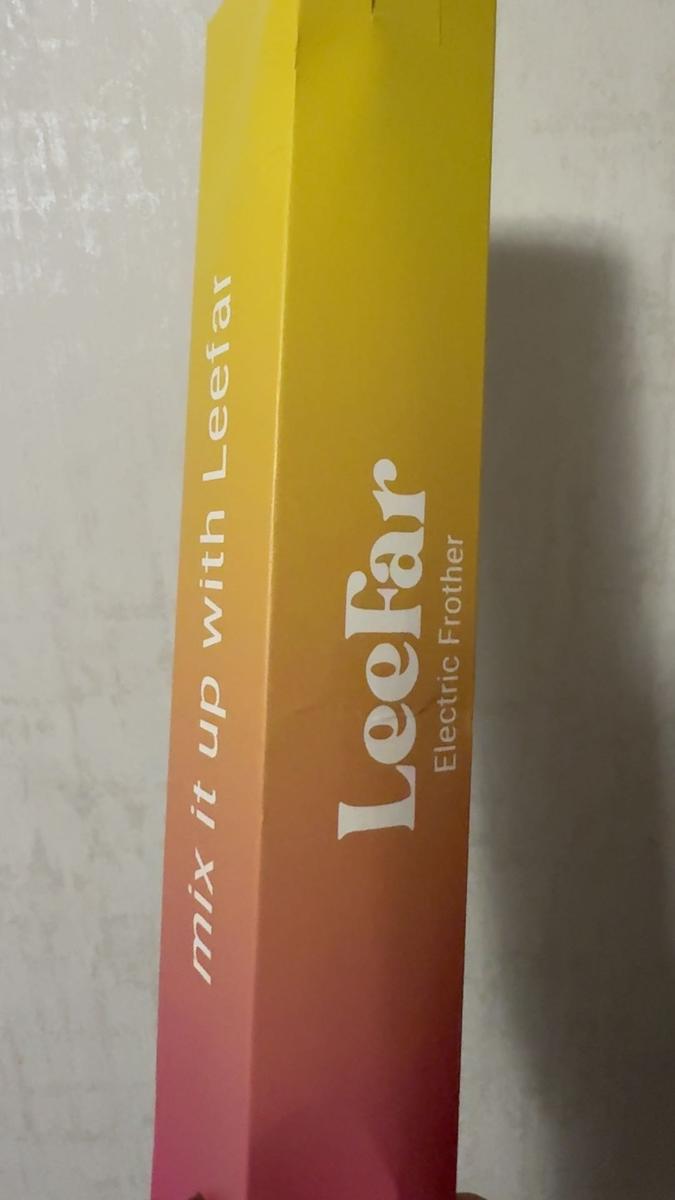 mix it up with Leefar
LeeFar
Electric Frother